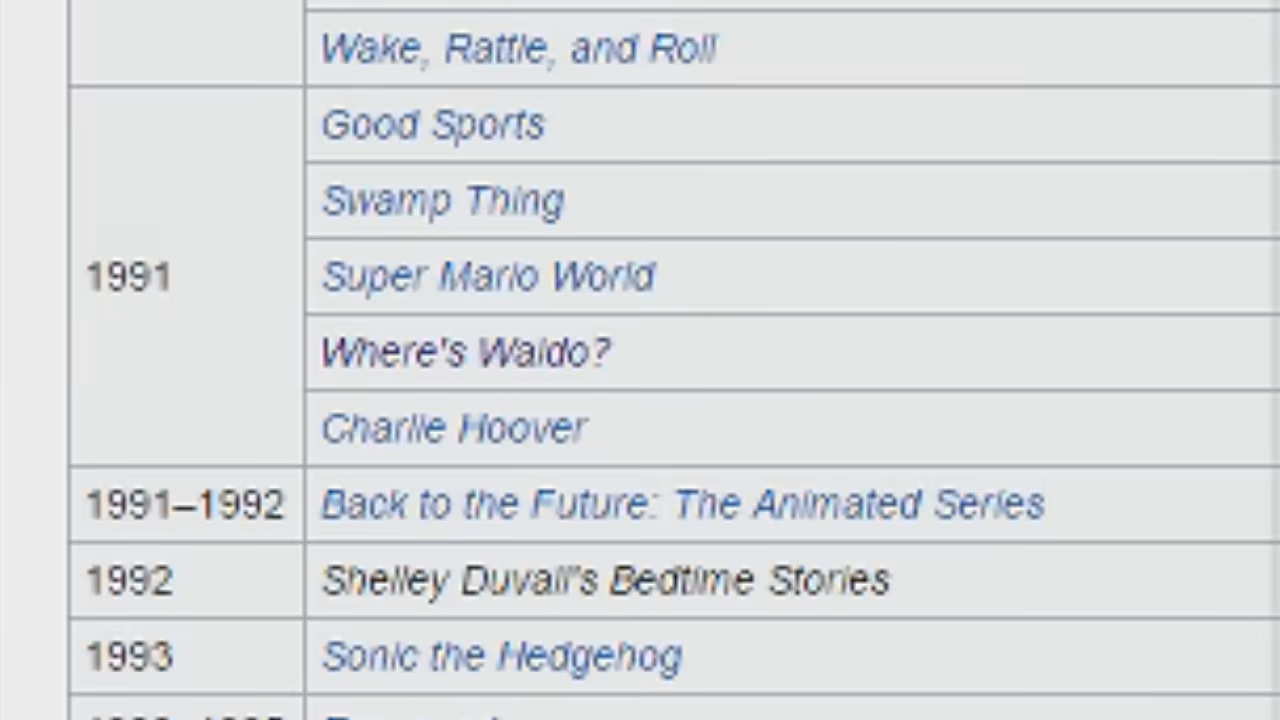 Wake, Rattle, and Roll
Good Sports
Swamp Thing
1991
Super Mario World
Where's Waldo?
Charlie Hoover
1991–1992
Back to the Future: The Animated Series
1992
Shelley Duvall's Bedtime Stories
1993
Sonic the Hedgehog